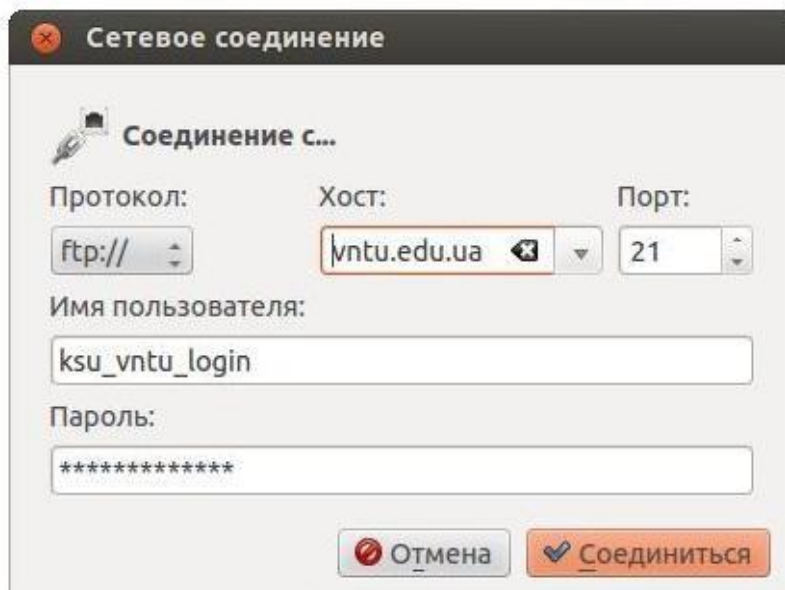 Сетевое соединение
Соединение с...
Протокол: Хост: Порт:
ftp:// vntu.edu.ua 21
Имя пользователя:
ksu_vntu_login
Пароль:
*************
Отмена Соединиться